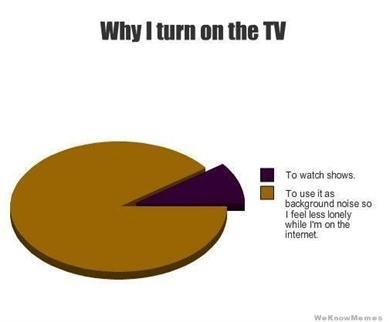 Why I turn on the TV
To watch shows.
To use it as
background noise so
I feel less lonely
while I'm on the
internet.
WeKnowMemes